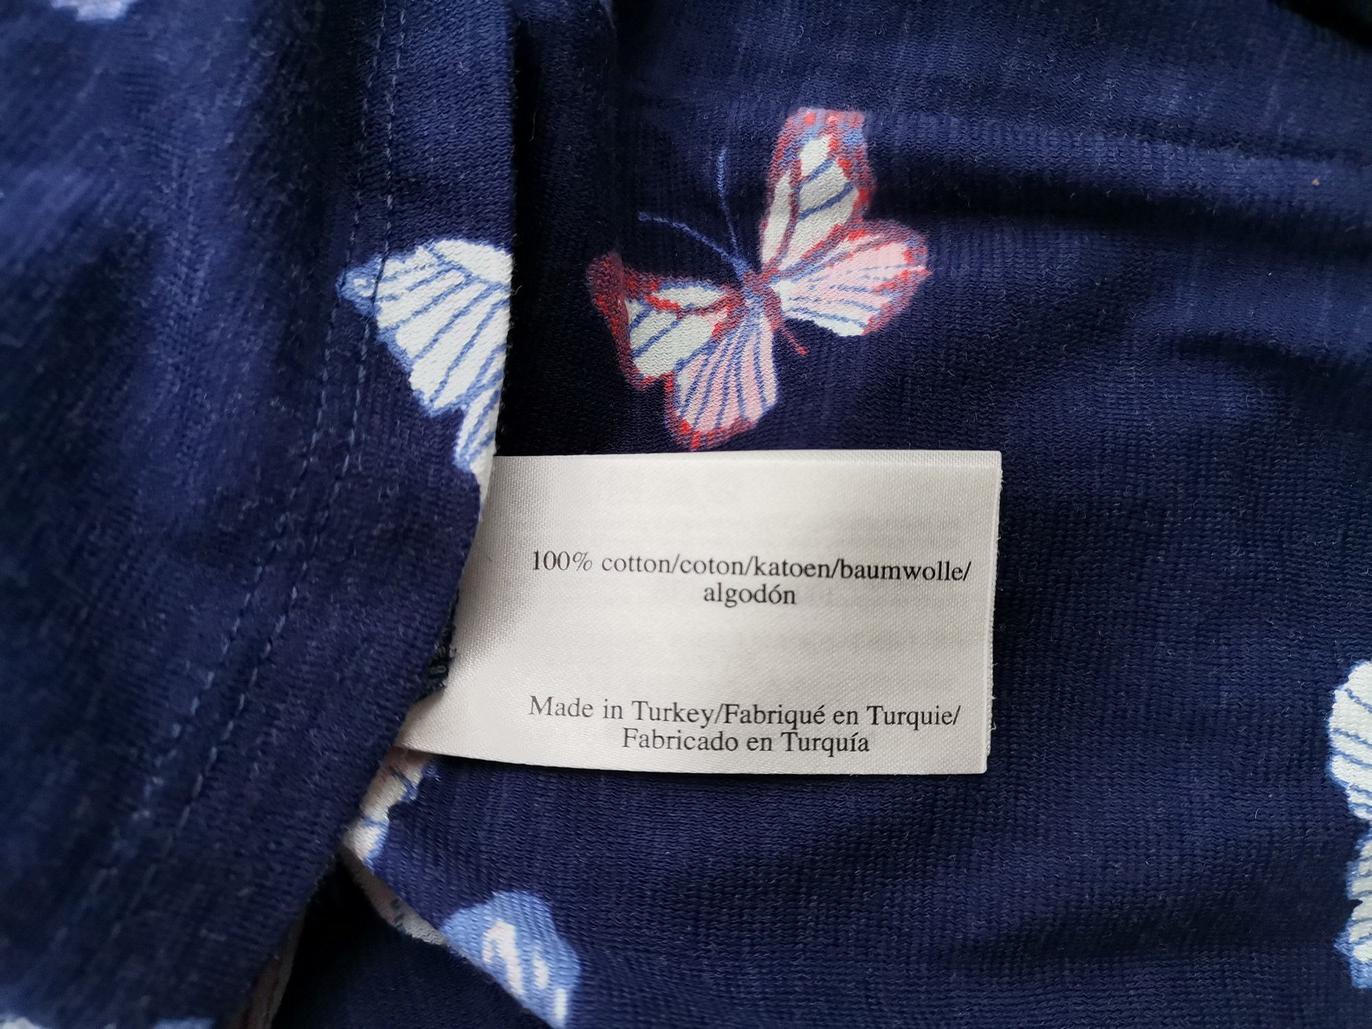 100% cotton/coton/katoen/baumwolle/
algodón
Made in Turkey/Fabriqué en Turquie/
Fabricado en Turquía